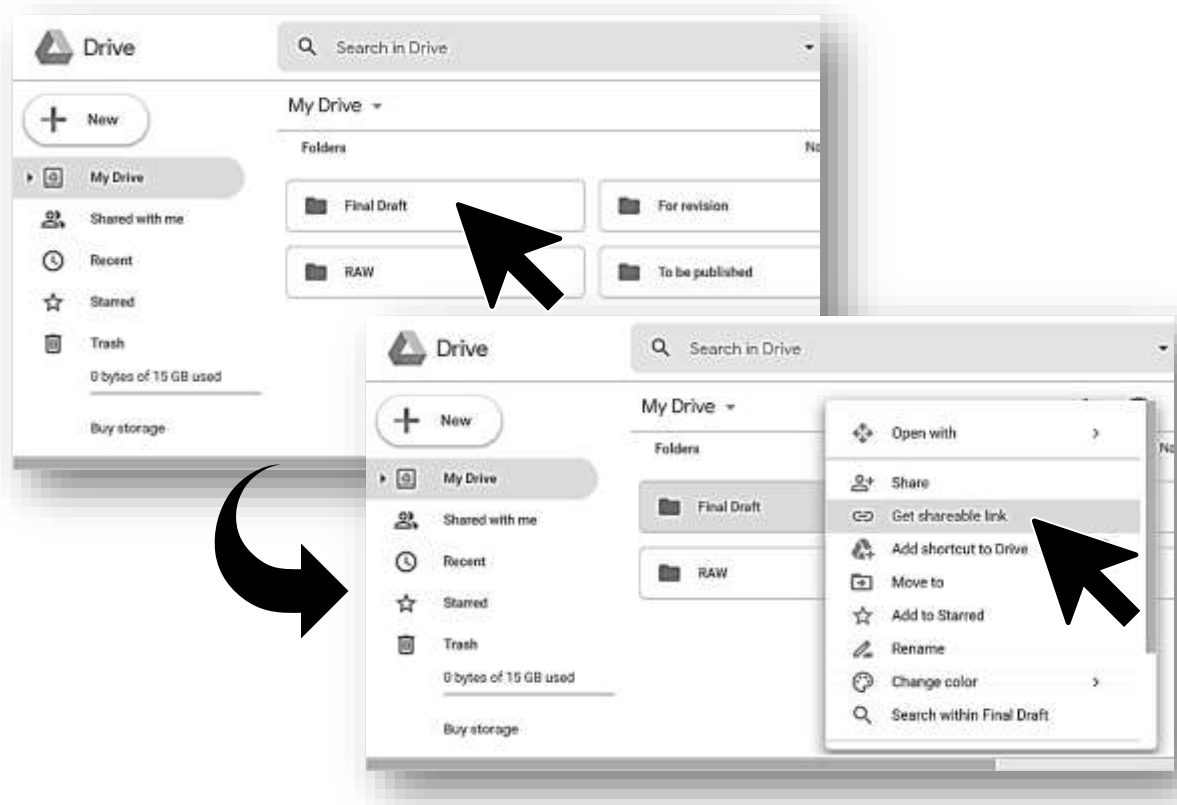 Drive
Search in Drive
New
My Drive
Folders
My Drive
Final Draft
For revision
Shared with me
Recent
RAW
To be published
Starred
Trash
0 bytes of 15 GB used
Buy storage
Drive
Search in Drive
New
My Drive
Folders
My Drive
Final Draft
Shared with me
Recent
RAW
Starred
Trash
0 bytes of 15 GB used
Buy storage
Open with
Share
Get shareable link
Add shortcut to Drive
Move to
Add to Starred
Rename
Change color
Search within Final Draft